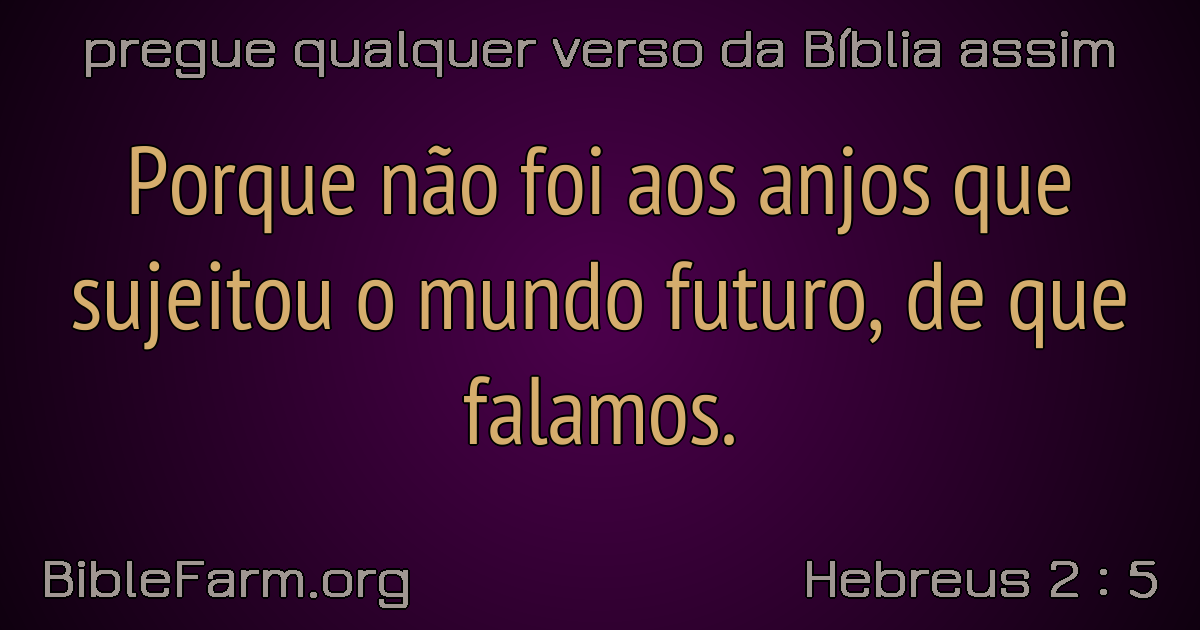 pregue qualquer verso da Bíblia assim
Porque não foi aos anjos que
sujeitou o mundo futuro, de que
falamos.
BibleFarm.org
Hebreus 2 : 5